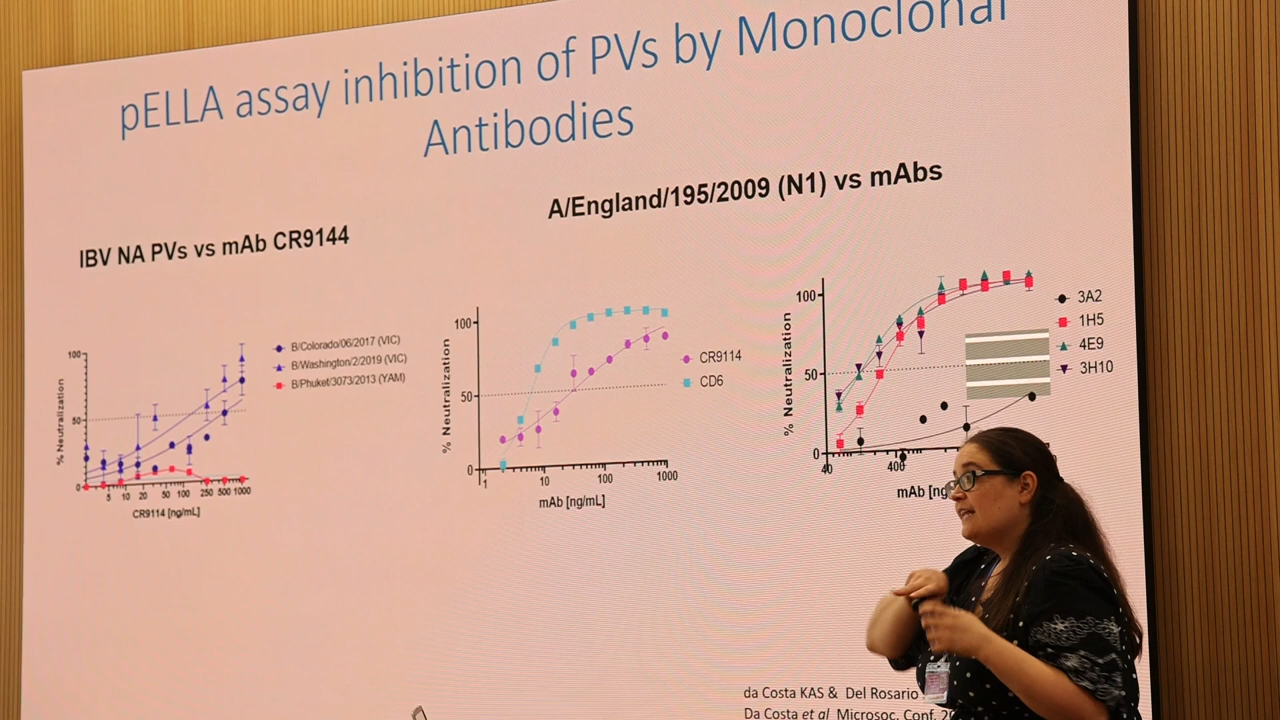 pELLA assay inhibition of PVs by Monoclonal
Antibodies
A/England/195/2009 (N1) vs mAbs
IBV NA PVs vs mAb CR9144
% Neutralization
100
50
0
5 10 20 50 100 250 500 1000
CR9114 [ng/mL]
B/Colorado/06/2017 (VIC)
B/Washington/2/2019 (VIC)
B/Phuket/3073/2013 (YAM)
% Neutralization
100
50
0
1 10 100 1000
mAb [ng/mL]
CR9114
CD6
% Neutralization
100
50
0
40 400
mAb [ng
3A2
1H5
4E9
3H10
da Costa KAS & Del Rosario
Da Costa et al Microsoc. Conf. 20